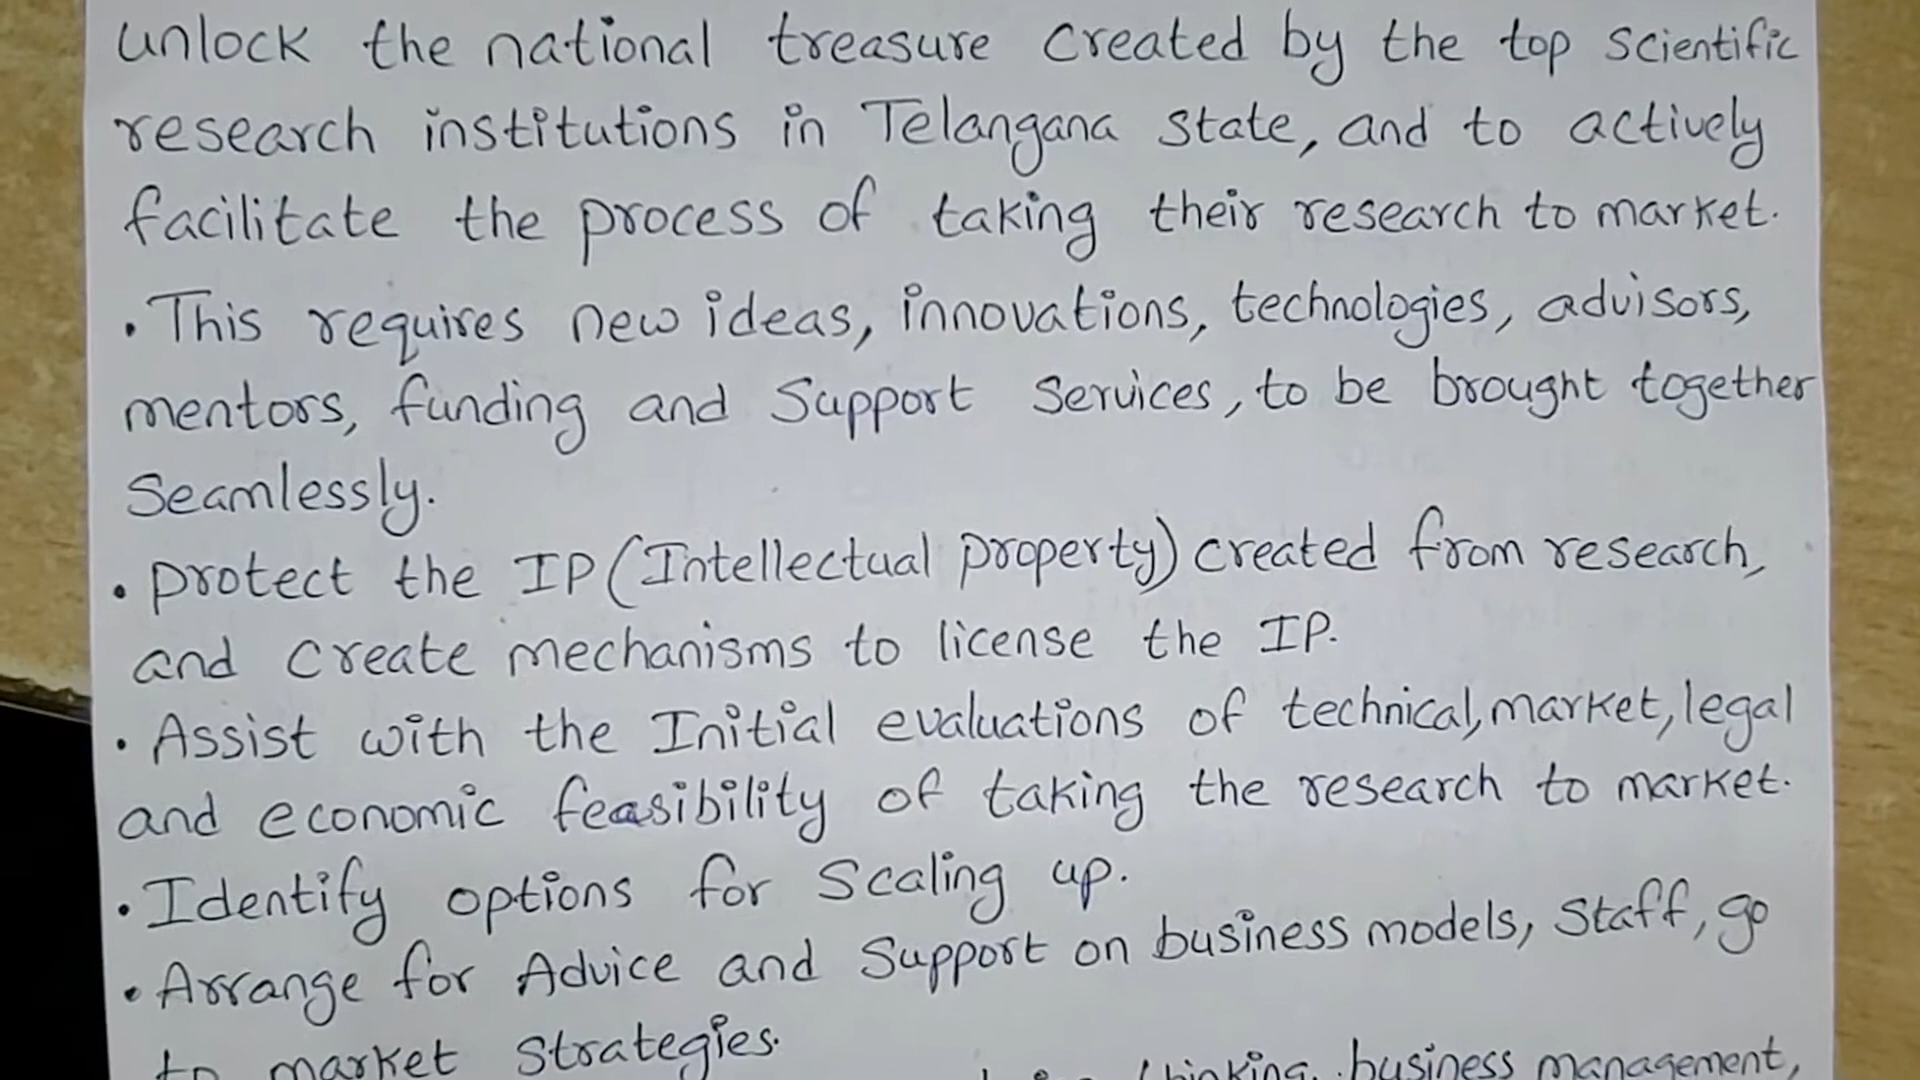 unlock the national treasure created by the top scientific
research institutions in Telangana state, and to actively
facilitate the process of taking their research to market.
• This requires new ideas, innovations, technologies, advisors,
mentors, funding and support services, to be brought together
seamlessly.
• protect the IP (Intellectual property) created from research,
and create mechanisms to license the IP.
• Assist with the Initial evaluations of technical, market, legal
and economic feasibility of taking the research to market.
• Identify options for scaling up.
• Arrange for Advice and support on business models, staff, go
to market strategies.
thinking, business management,